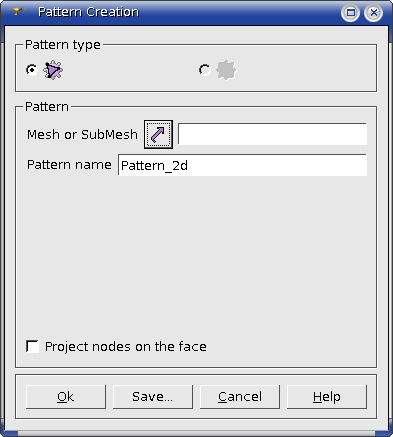 Pattern Creation
Pattern type
Pattern
Mesh or SubMesh
Pattern name Pattern_2d
Project nodes on the face
Ok Save... Cancel Help